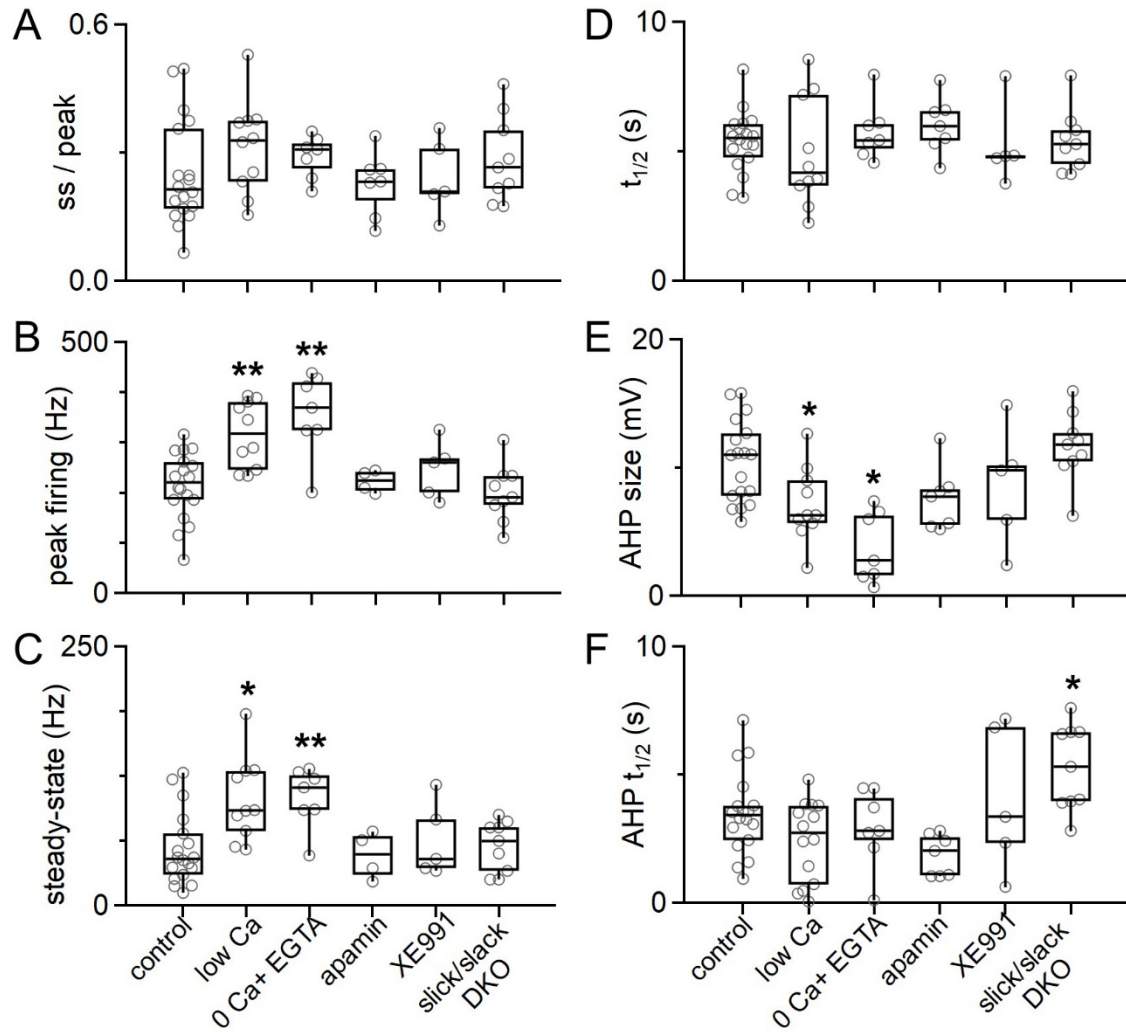 A
0.6
ss / peak
0.0
B
500
**
**
peak firing (Hz)
0
C
250
*
**
steady-state (Hz)
0
control
low Ca
0 Ca+ EGTA
apamin
XE991
slick/slack
DKO
D
10
t1/2 (s)
0
E
20
*
*
AHP size (mV)
0
F
10
*
AHP t1/2 (s)
0
control
low Ca
0 Ca+ EGTA
apamin
XE991
slick/slack
DKO